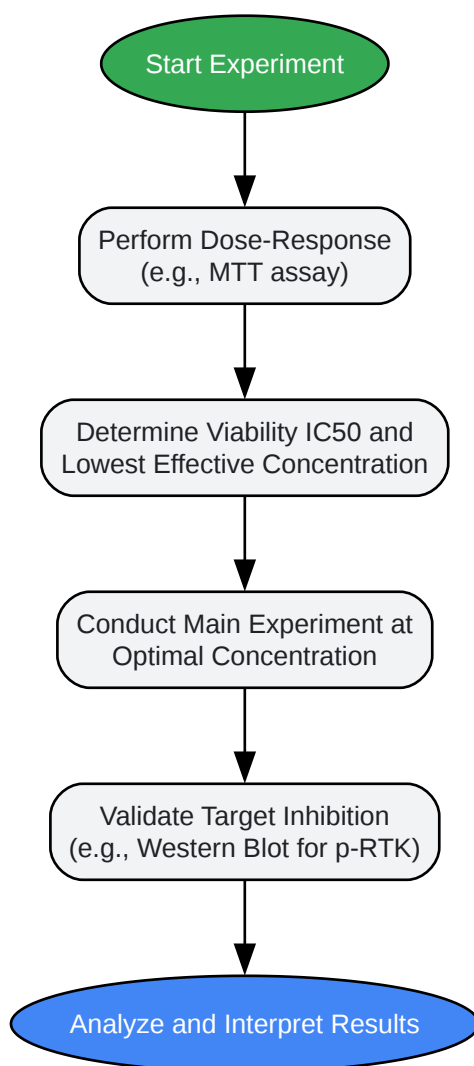 Start Experiment
Perform Dose-Response
(e.g., MTT assay)
Determine Viability IC50 and
Lowest Effective Concentration
Conduct Main Experiment at
Optimal Concentration
Validate Target Inhibition
(e.g., Western Blot for p-RTK)
Analyze and Interpret Results